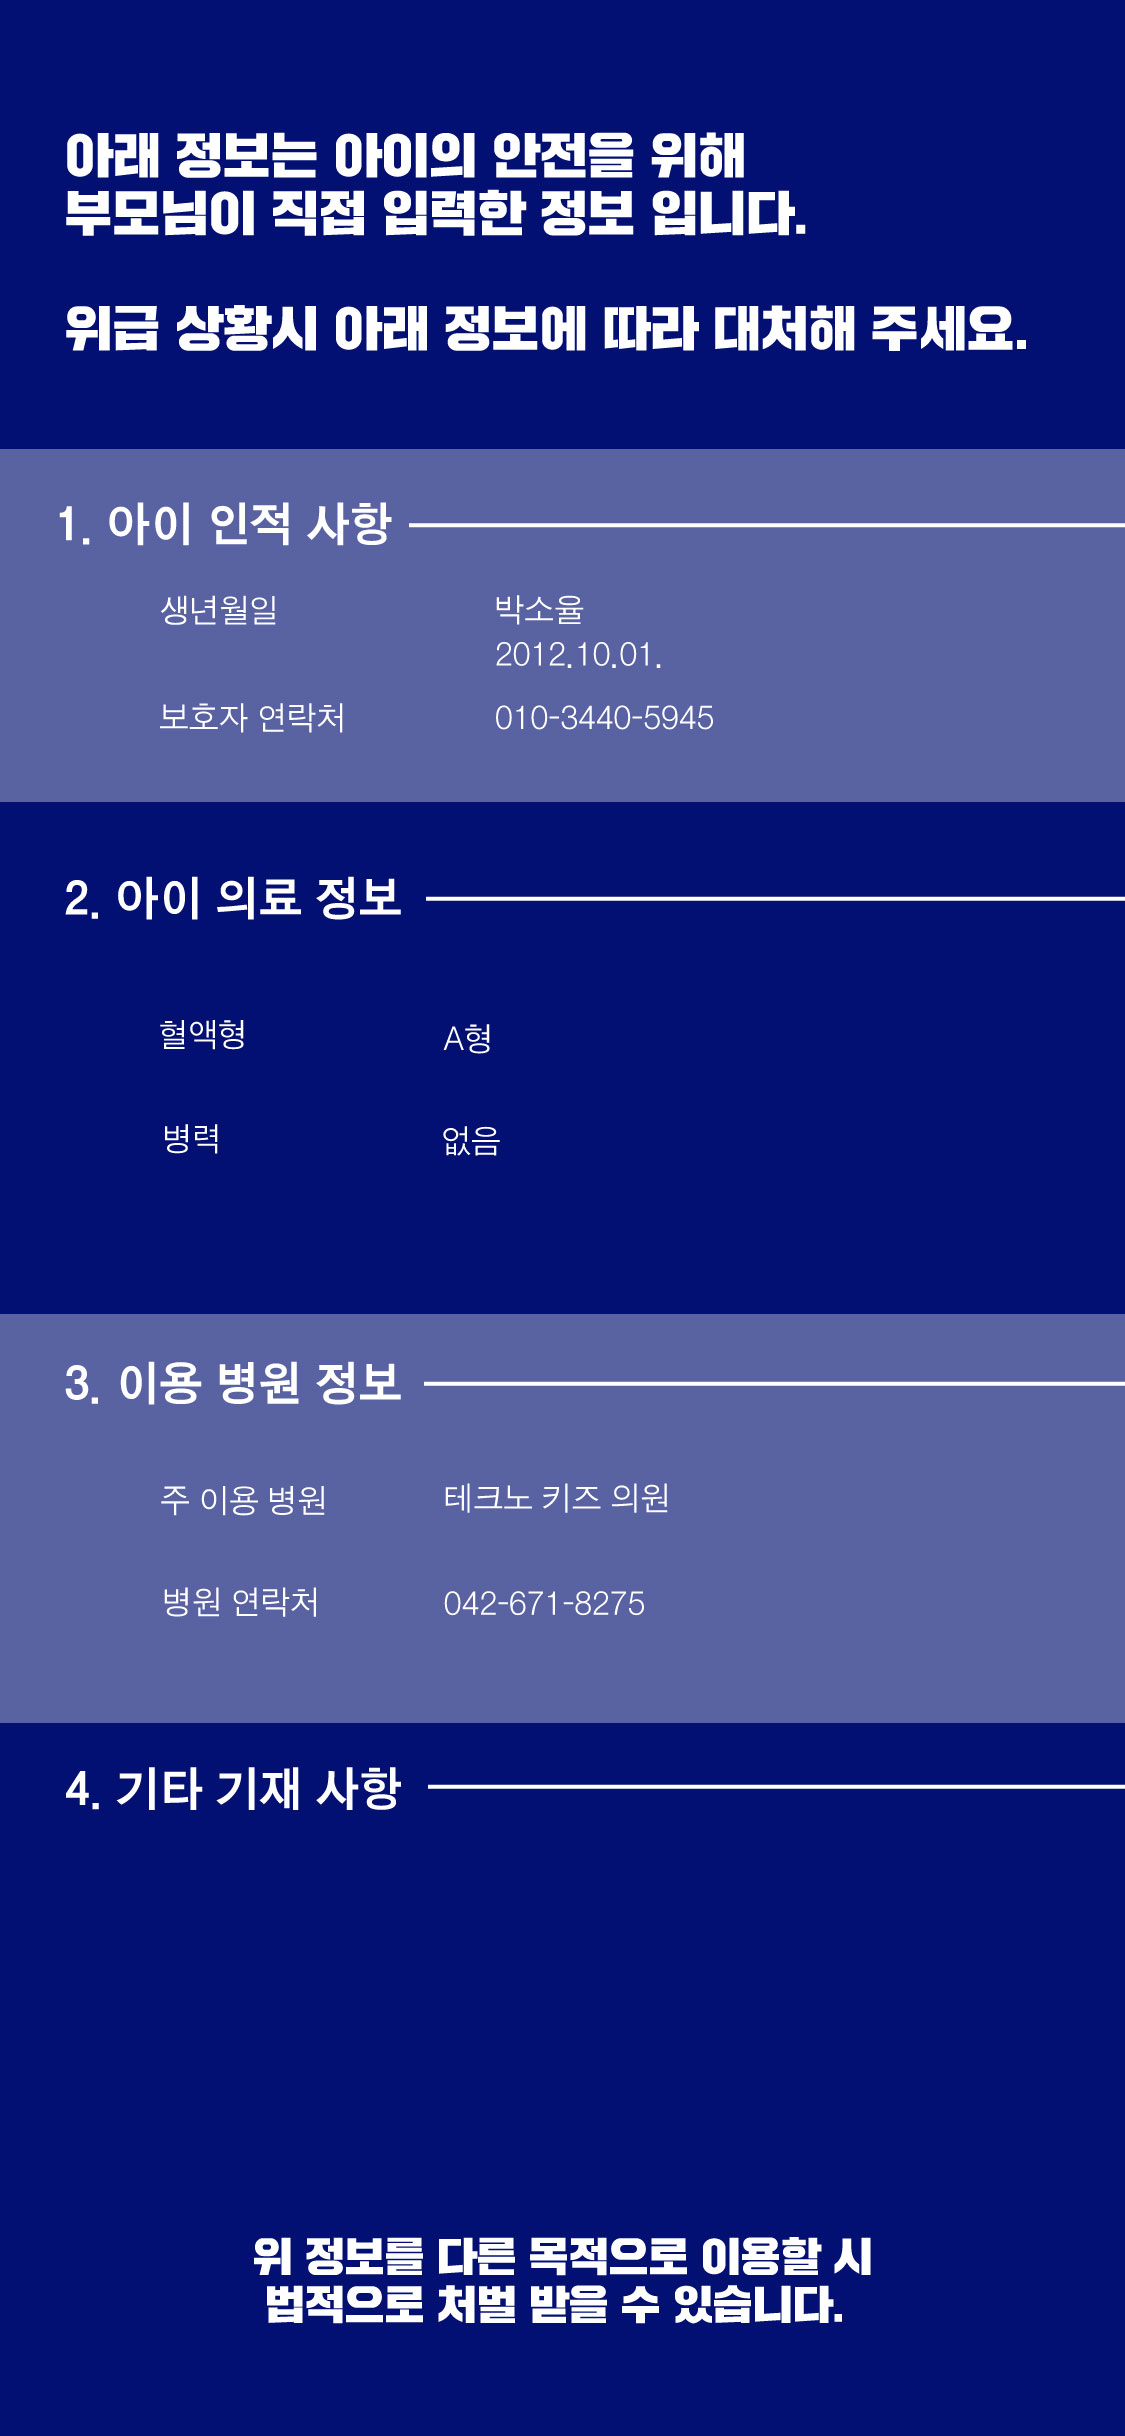 아래 정보는 아이의 안전을 위해
부모님이 직접 입력한 정보 입니다.
위급 상황시 아래 정보에 따라 대처해 주세요.
1. 아이 인적 사항
생년월일 박소율
2012.10.01.
보호자 연락처 010-3440-5945
2. 아이 의료 정보
혈액형 A형
병력 없음
3. 이용 병원 정보
주 이용 병원 테크노 키즈 의원
병원 연락처 042-671-8275
4. 기타 기재 사항
위 정보를 다른 목적으로 이용할 시
법적으로 처벌 받을 수 있습니다.